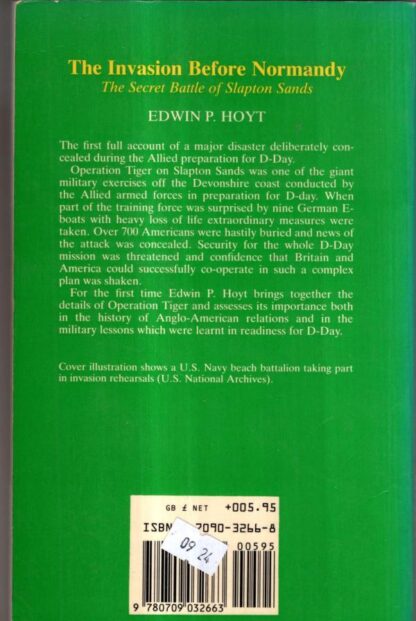 The Invasion Before Normandy
The Secret Battle of Slapton Sands
EDWIN P. HOYT
The first full account of a major disaster deliberately con-
cealed during the Allied preparation for D-Day.
Operation Tiger on Slapton Sands was one of the giant
military exercises off the Devonshire coast conducted by
the Allied armed forces in preparation for D-day. When
part of the training force was surprised by nine German E-
boats with heavy loss of life extraordinary measures were
taken. Over 700 Americans were hastily buried and news of
the attack was concealed. Security for the whole D-Day
mission was threatened and confidence that Britain and
America could successfully co-operate in such a complex
plan was shaken.
For the first time Edwin P. Hoyt brings together the
details of Operation Tiger and assesses its importance both
in the history of Anglo-American relations and in the
military lessons which were learnt in readiness for D-Day.
Cover illustration shows a U.S. Navy beach battalion taking part
in invasion rehearsals (U.S. National Archives).
GB £ NET +005.95
ISBN 7090-3266-8
09 24
00595
9 780709 032663